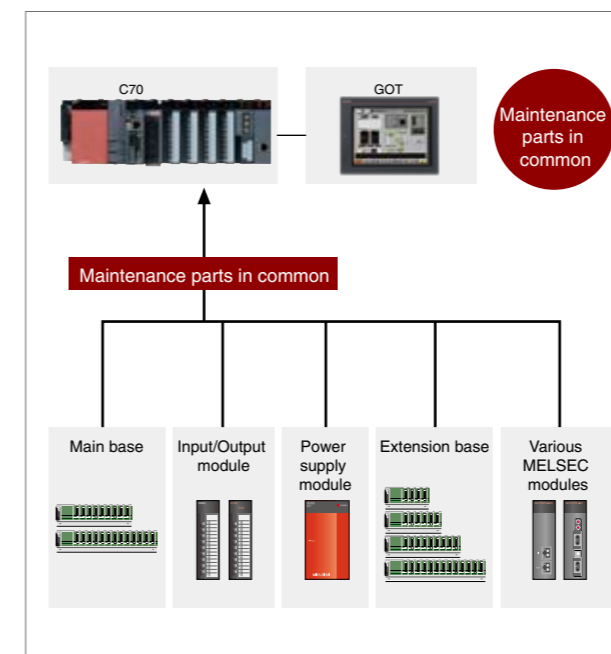 C70
GOT
Maintenance
parts in
common
Maintenance parts in common
Main base
Input/Output
module
Power
supply
module
Extension base
Various
MELSEC
modules